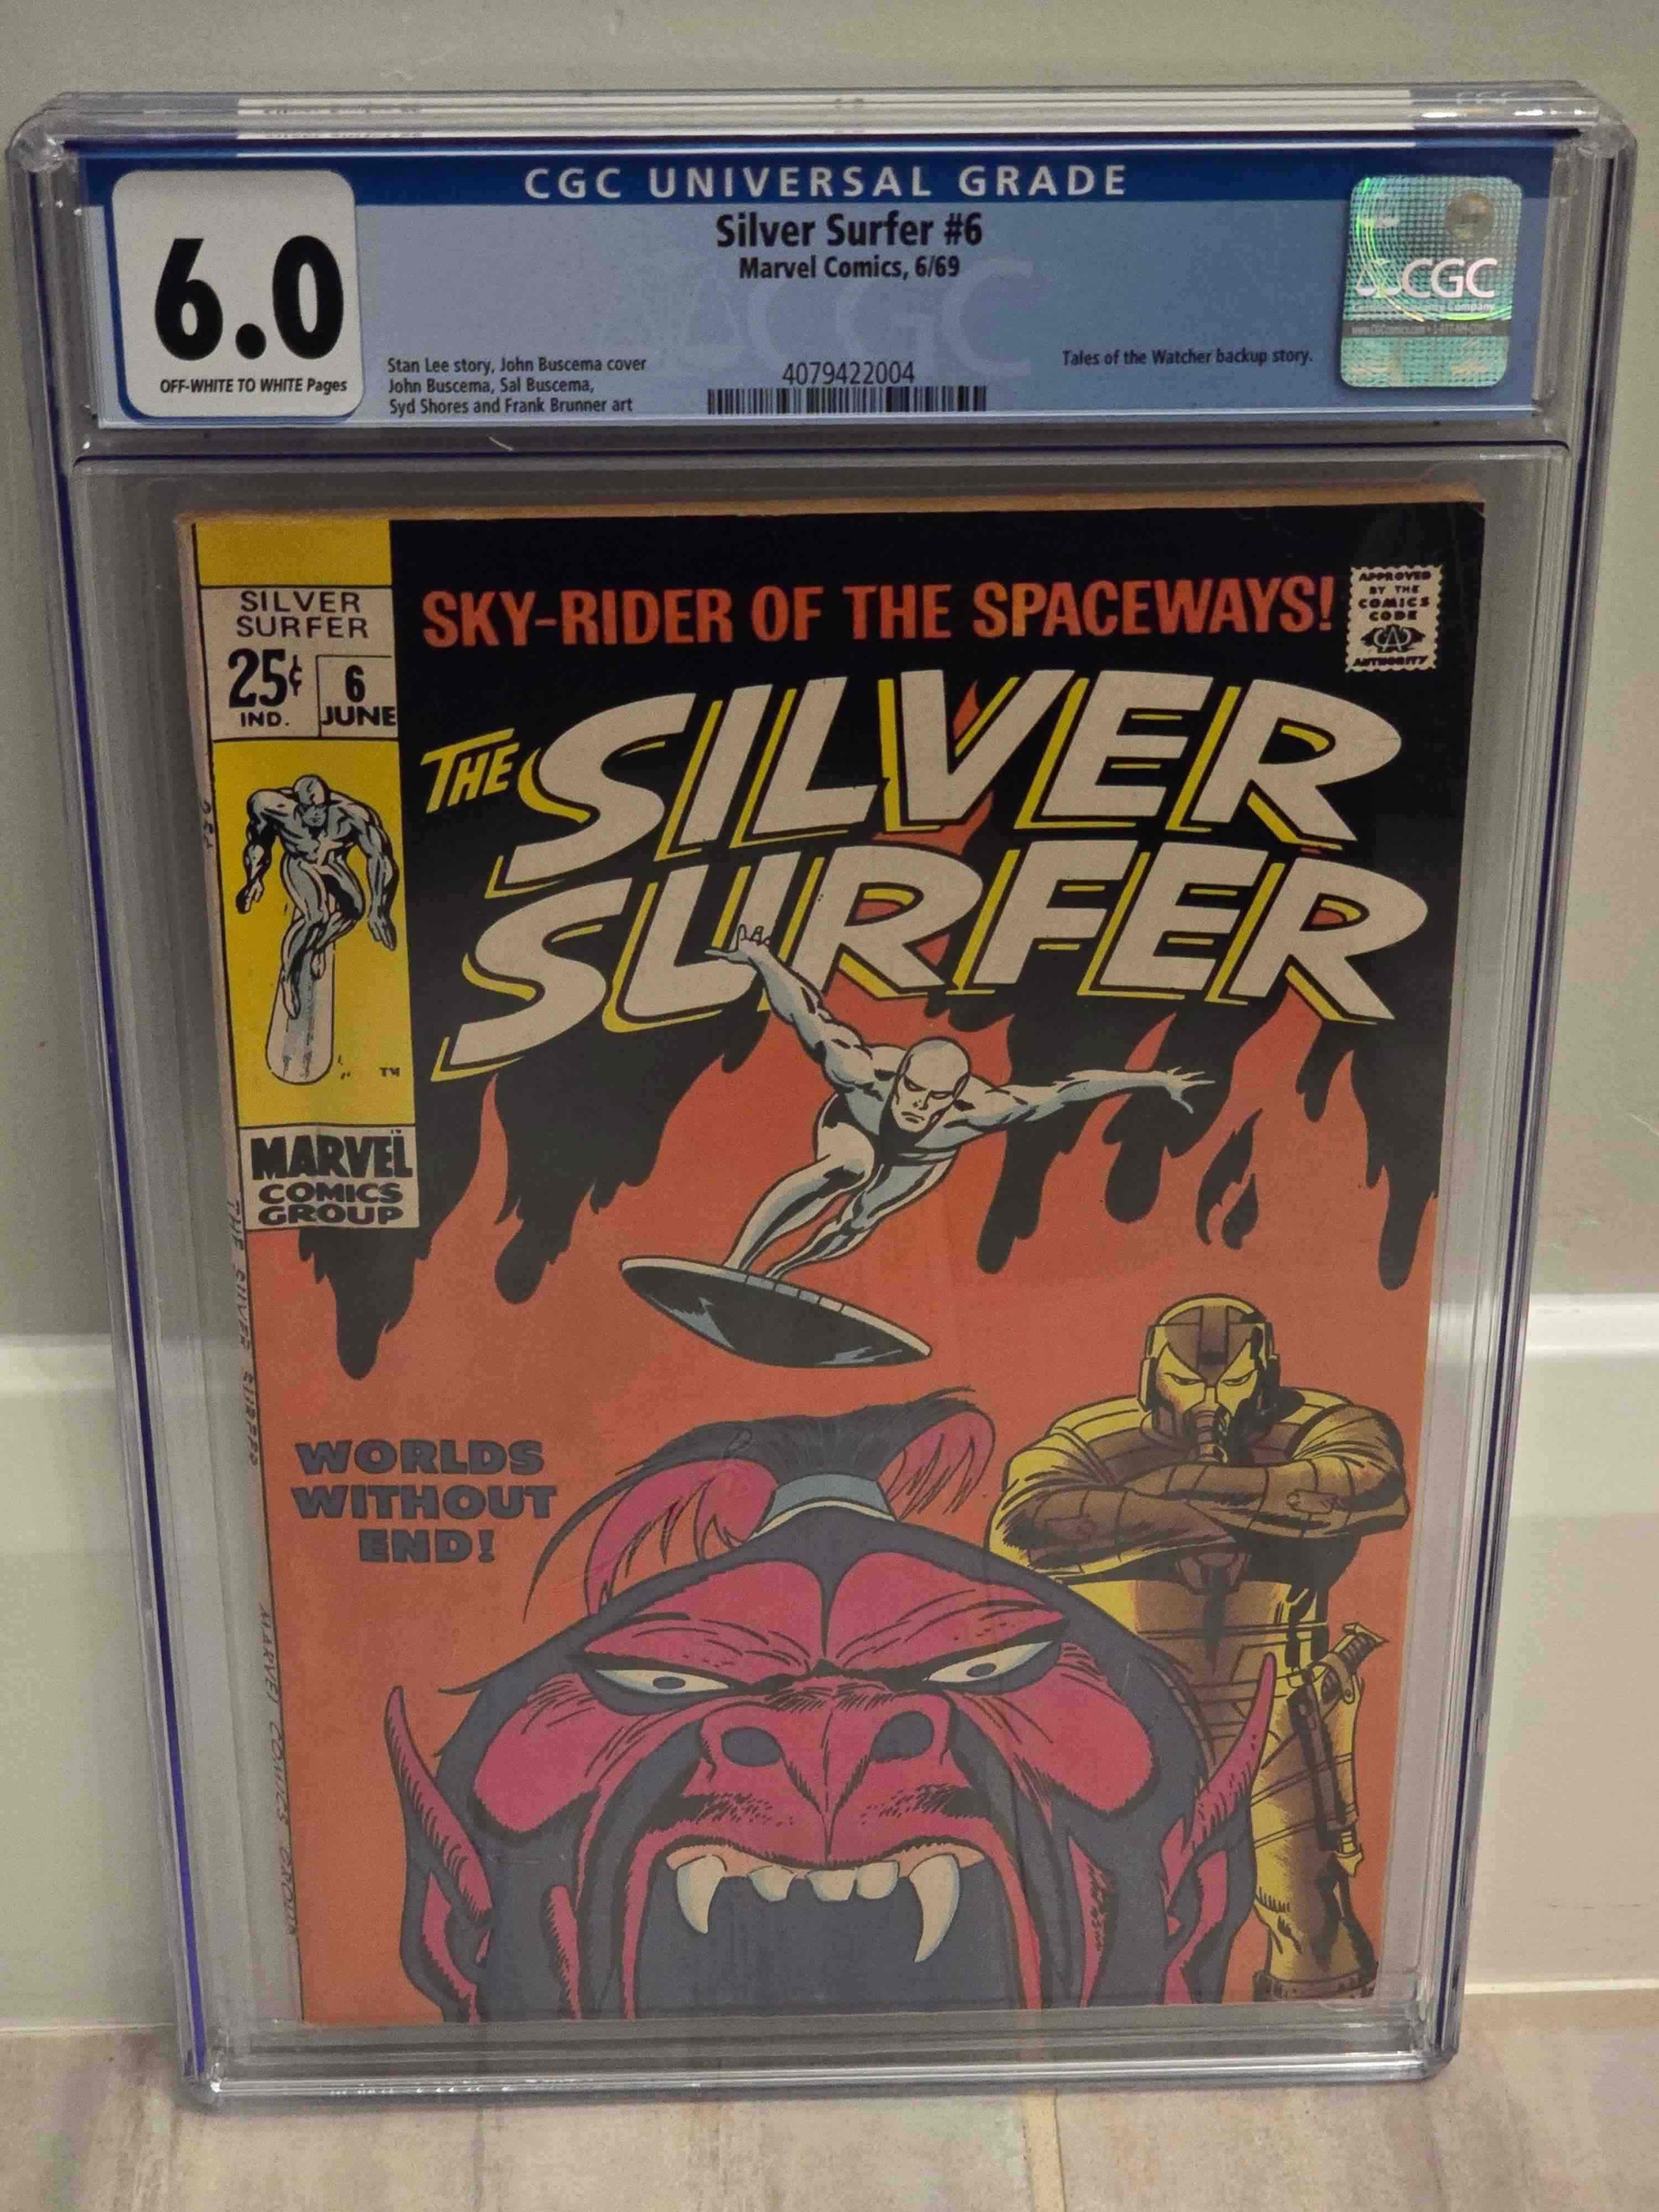 CGC UNIVERSAL GRADE
6.0
OFF-WHITE TO WHITE Pages
Silver Surfer #6
Marvel Comics, 6/69
Stan Lee story, John Buscema cover
John Buscema, Sal Buscema,
Syd Shores and Frank Brunner art
4079422004
Tales of the Watcher backup story.
CGC
SILVER
SURFER
25¢
IND.
6
JUNE
TM
MARVEL
COMICS
GROUP
SKY-RIDER OF THE SPACEWAYS!
APPROVED
BY THE
COMICS
CODE
CA
AUTHORITY
THE SILVER
SURFER
WORLDS
WITHOUT
END!
THE SILVER SURFER
MARVEL COMICS GROUP